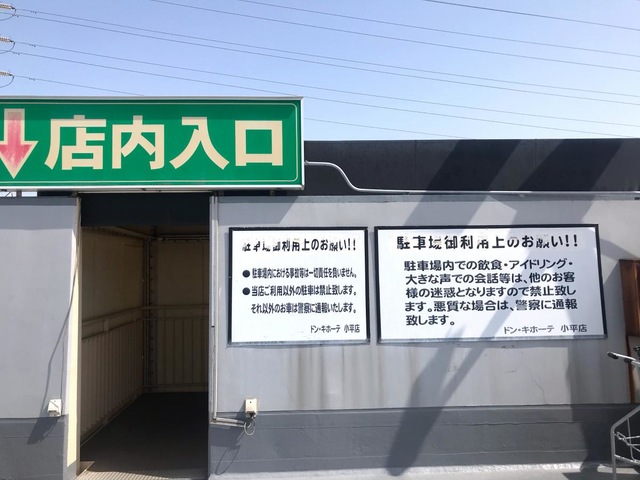 店内入口
駐車場御利用上のお願い!!
● 駐車場内における事故等は一切責任を負いません。
● 当店ご利用以外の駐車は禁止致します。
それ以外のお車は警察に通報いたします。
ドン・キホーテ 小平店
駐車場御利用上のお願い!!
駐車場内での飲食・アイドリング・
大きな声での会話等は、他のお客
様の迷惑となりますので禁止致し
ます。悪質な場合は、警察に通報
致します。
ドン・キホーテ 小平店